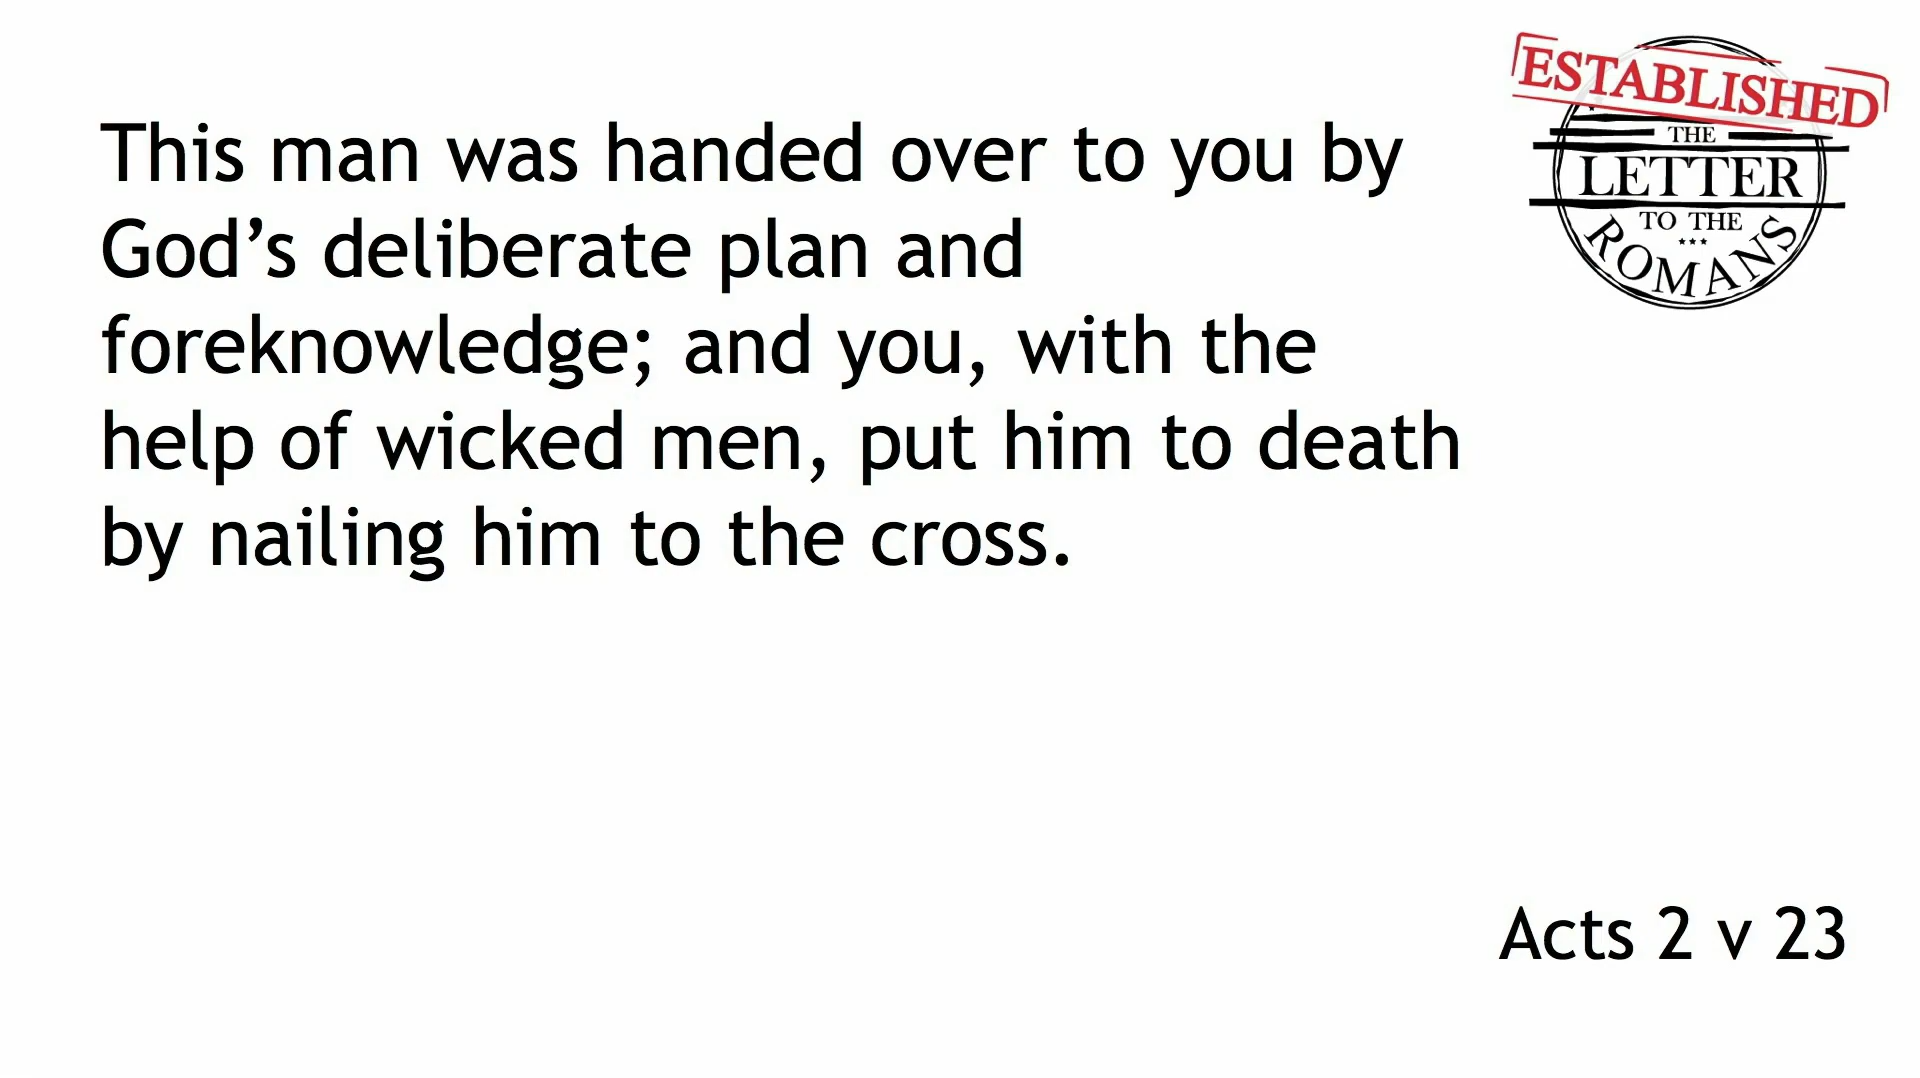 This man was handed over to you by
God’s deliberate plan and
foreknowledge; and you, with the
help of wicked men, put him to death
by nailing him to the cross.
ESTABLISHED
THE
LETTER
TO THE
ROMANS
Acts 2 v 23